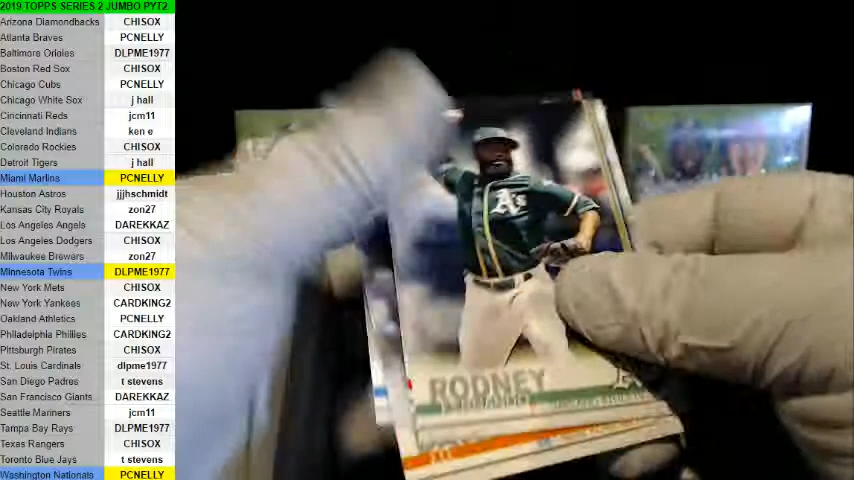 2019 TOPPS SERIES 2 JUMBO PYT2
Arizona Diamondbacks CHISOX
Atlanta Braves PCNELLY
Baltimore Orioles DLPME1977
Boston Red Sox CHISOX
Chicago Cubs PCNELLY
Chicago White Sox j hall
Cincinnati Reds jcm11
Cleveland Indians ken e
Colorado Rockies CHISOX
Detroit Tigers j hall
Miami Marlins PCNELLY
Houston Astros jjjhschmidt
Kansas City Royals zon27
Los Angeles Angels DAREKKAZ
Los Angeles Dodgers CHISOX
Milwaukee Brewers zon27
Minnesota Twins DLPME1977
New York Mets CHISOX
New York Yankees CARDKING2
Oakland Athletics PCNELLY
Philadelphia Phillies CARDKING2
Pittsburgh Pirates CHISOX
St. Louis Cardinals dlpme1977
San Diego Padres t stevens
San Francisco Giants DAREKKAZ
Seattle Mariners jcm11
Tampa Bay Rays DLPME1977
Texas Rangers CHISOX
Toronto Blue Jays t stevens
Washington Nationals PCNELLY
A's
RODNEY
FERNANDO